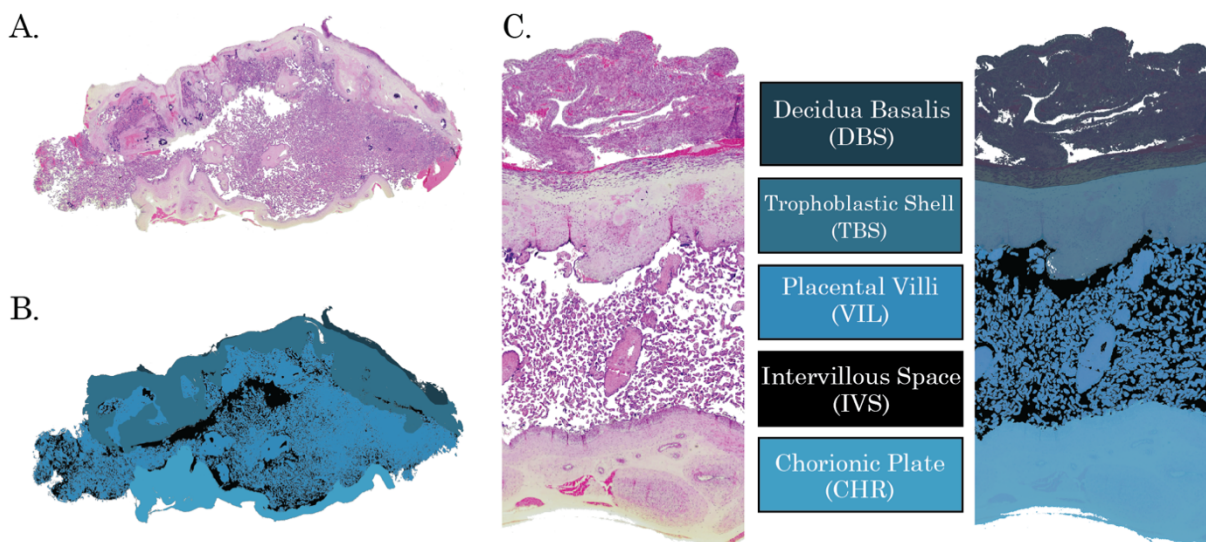 A.
B.
C.
Decidua Basalis
(DBS)
Trophoblastic Shell
(TBS)
Placental Villi
(VIL)
Intervillous Space
(IVS)
Chorionic Plate
(CHR)